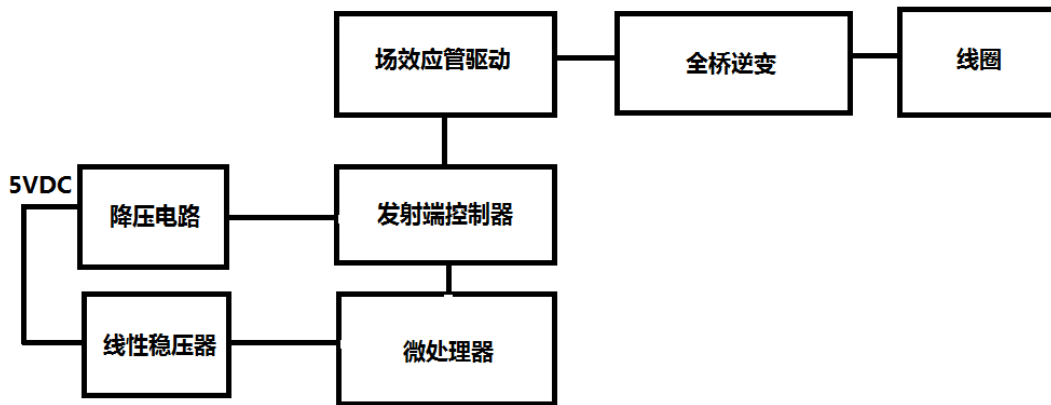 场效应管驱动
全桥逆变
线圈
5VDC
降压电路
发射端控制器
线性稳压器
微处理器